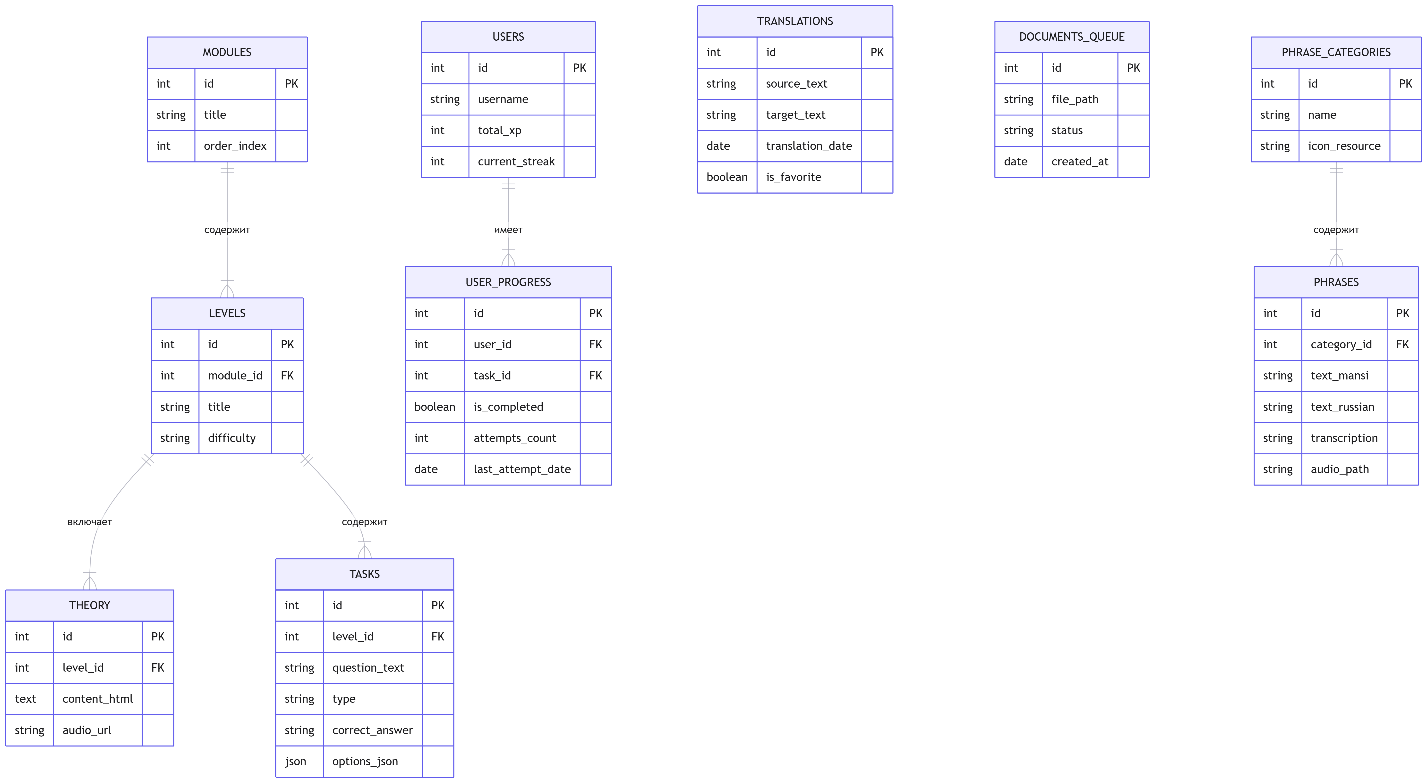 MODULES
int id PK
string title
int order_index
содержит
LEVELS
int id PK
int module_id FK
string title
string difficulty
включает
содержит
THEORY
int id PK
int level_id FK
text content_html
string audio_url
TASKS
int id PK
int level_id FK
string question_text
string type
string correct_answer
json options_json
USERS
int id PK
string username
int total_xp
int current_streak
имеет
USER_PROGRESS
int id PK
int user_id FK
int task_id FK
boolean is_completed
int attempts_count
date last_attempt_date
TRANSLATIONS
int id PK
string source_text
string target_text
date translation_date
boolean is_favorite
DOCUMENTS_QUEUE
int id PK
string file_path
string status
date created_at
PHRASE_CATEGORIES
int id PK
string name
string icon_resource
содержит
PHRASES
int id PK
int category_id FK
string text_mansi
string text_russian
string transcription
string audio_path